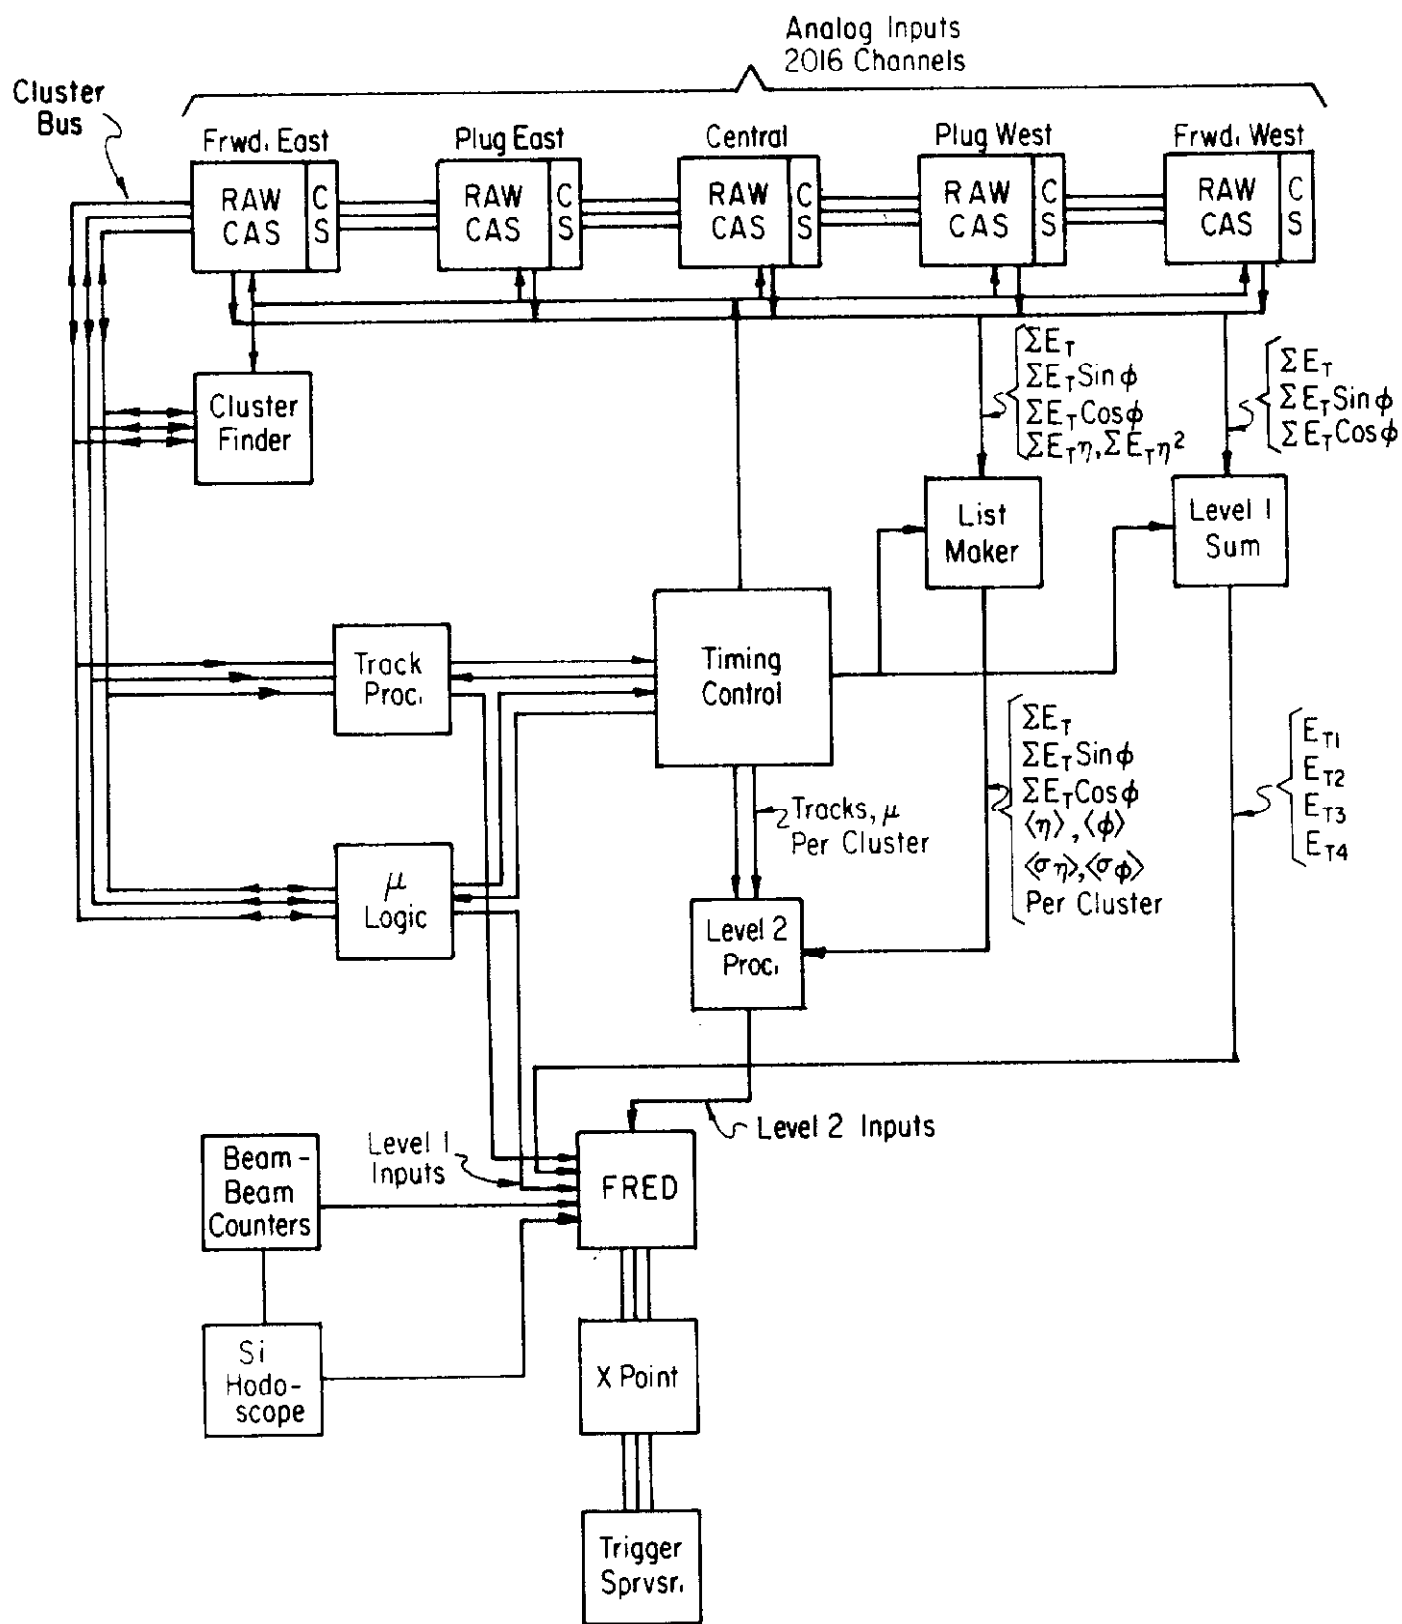 Analog Inputs
2016 Channels
Cluster
Bus
Frwd. East
Plug East
Central
Plug West
Frwd. West
RAW
CAS
C
S
RAW
CAS
C
S
RAW
CAS
C
S
RAW
CAS
C
S
RAW
CAS
C
S
Cluster
Finder
ΣE_T
ΣE_T Sin φ
ΣE_T Cos φ
ΣE_T η, ΣE_T η²
ΣE_T
ΣE_T Sin φ
ΣE_T Cos φ
List
Maker
Level 1
Sum
Track
Proc.
Timing
Control
ΣE_T
ΣE_T Sin φ
ΣE_T Cos φ
⟨η⟩, ⟨φ⟩
⟨σ_η⟩, ⟨σ_φ⟩
Per Cluster
E_T1
E_T2
E_T3
E_T4
Tracks, μ
Per Cluster
μ
Logic
Level 2
Proc.
Level 2 Inputs
Level 1
Inputs
Beam-
Beam
Counters
FRED
Si
Hodo-
scope
X Point
Trigger
Sprvsr.